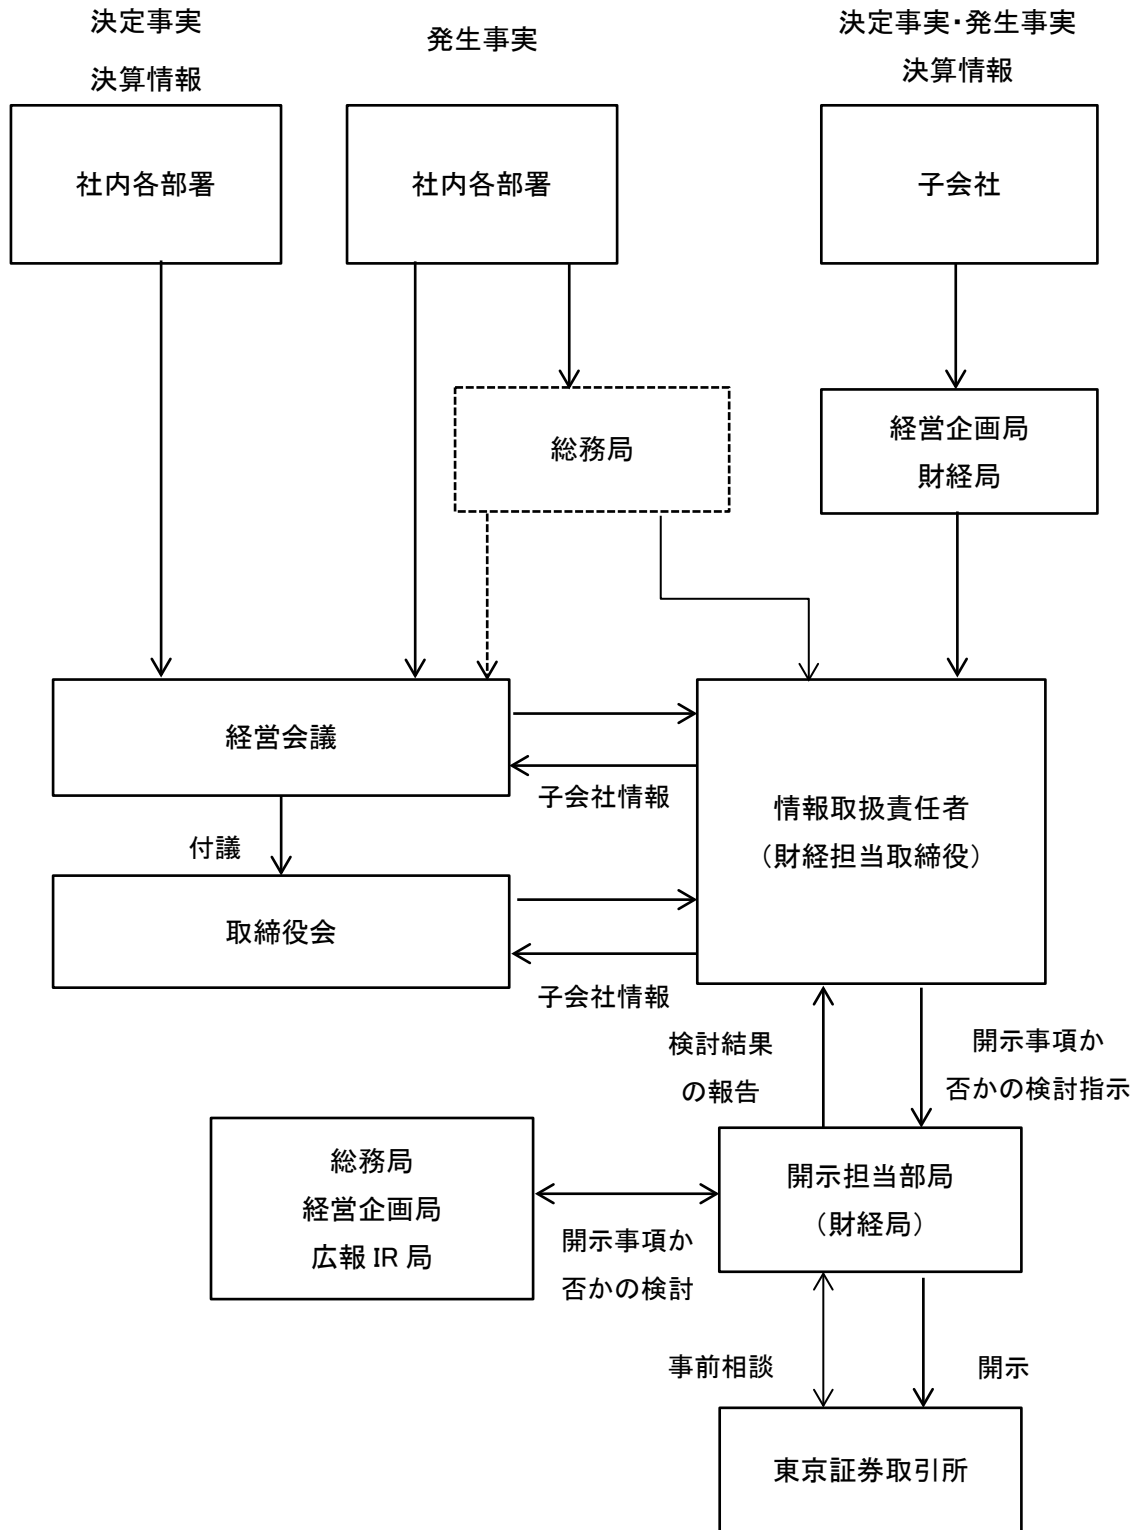 決定事実
決算情報
発生事実
決定事実・発生事実
決算情報
社内各部署
社内各部署
子会社
総務局
経営企画局
財経局
経営会議
子会社情報
情報取扱責任者
（財経担当取締役）
付議
取締役会
子会社情報
検討結果
の報告
開示事項か
否かの検討指示
総務局
経営企画局
広報 IR 局
開示事項か
否かの検討
開示担当部局
（財経局）
事前相談
開示
東京証券取引所